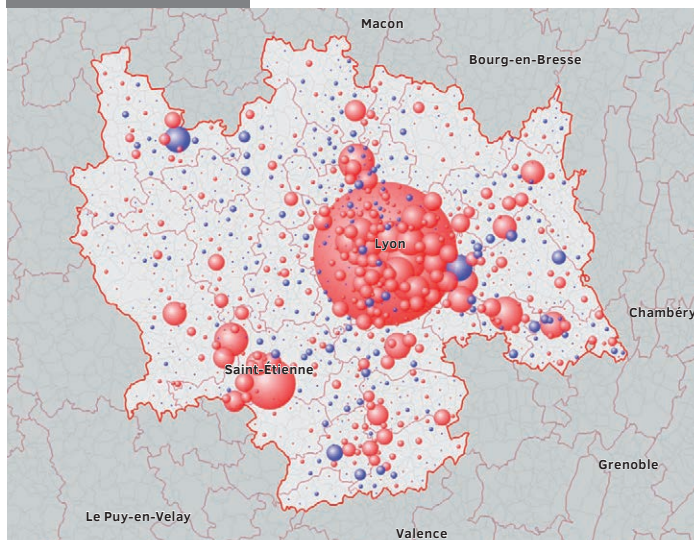 Macon
Bourg-en-Bresse
Lyon
Chambéry
Saint-Étienne
Grenoble
Le Puy-en-Velay
Valence